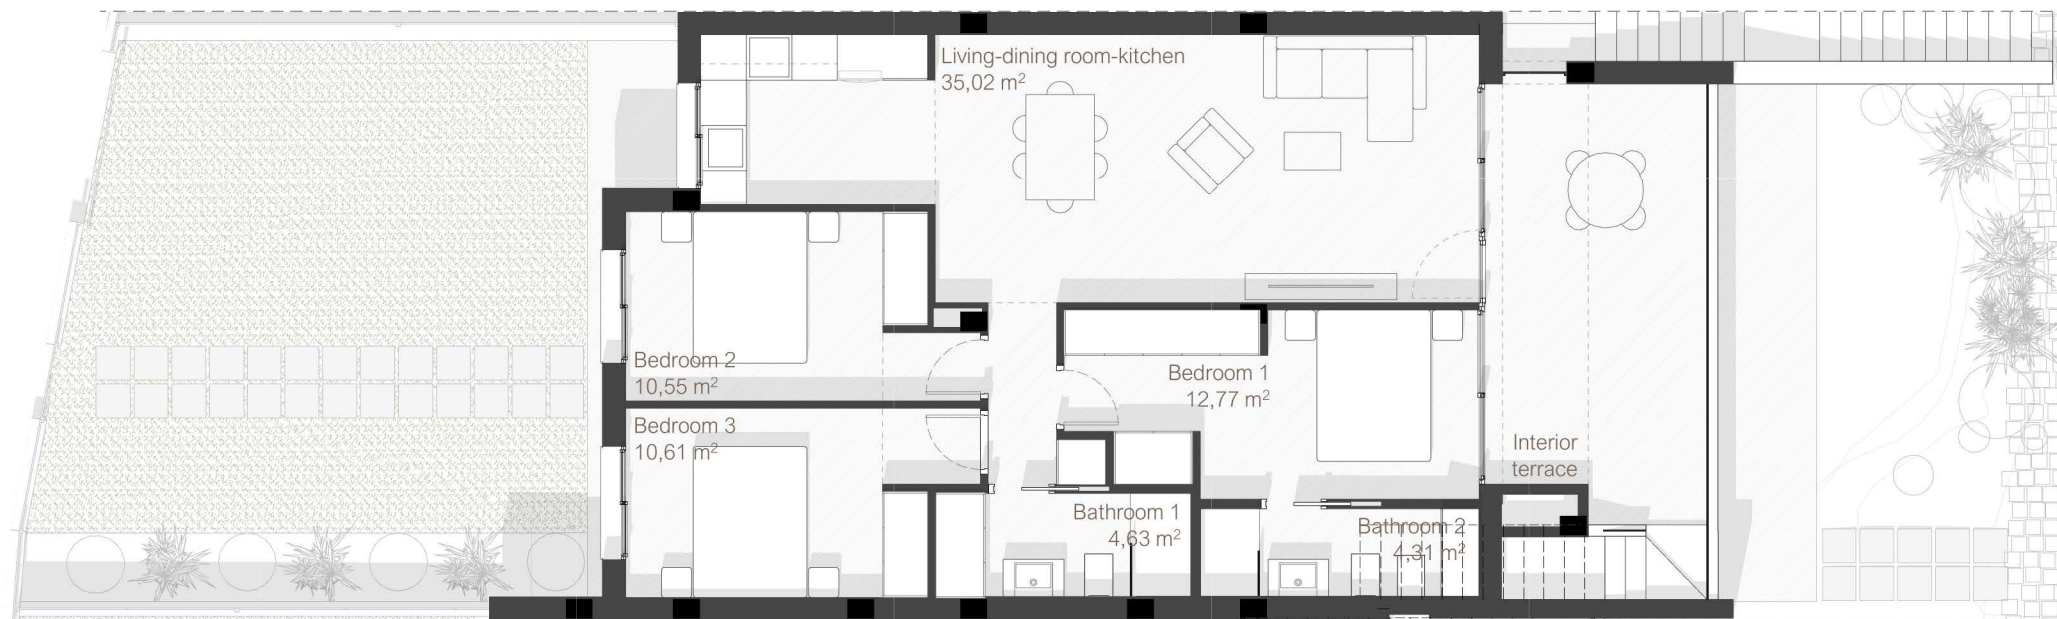 Living-dining room-kitchen
35,02 m²
Bedroom 2
10,55 m²
Bedroom 1
12,77 m²
Bedroom 3
10,61 m²
Interior
terrace
Bathroom 1
4,63 m²
Bathroom 2
4,31 m²